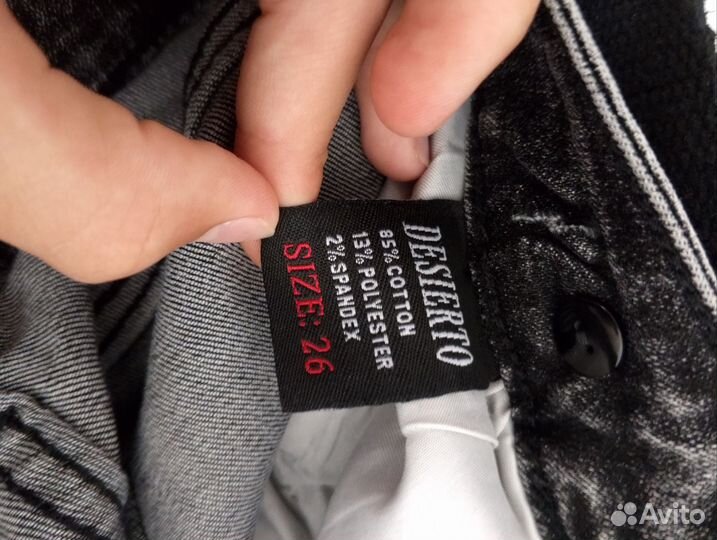 DESIERTO
85% COTTON
13% POLYESTER
2% SPANDEX
SIZE: 26
Avito